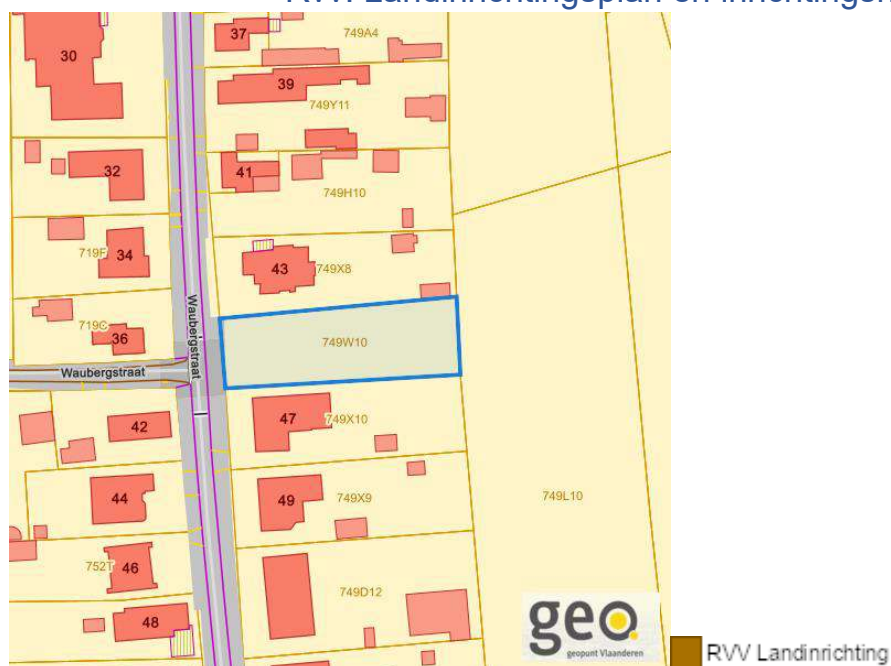 RVV Landinrichtingsplan en inrichtingsn
37
749A4
30
39
749Y11
32
41
749H10
719F
34
43
749X8
Waubergstraat
719C
36
749W10
Waubergstraat
42
47
749X10
44
49
749X9
749L10
752T
46
749D12
48
geo
geopunt Vlaanderen
RVV Landinrichting